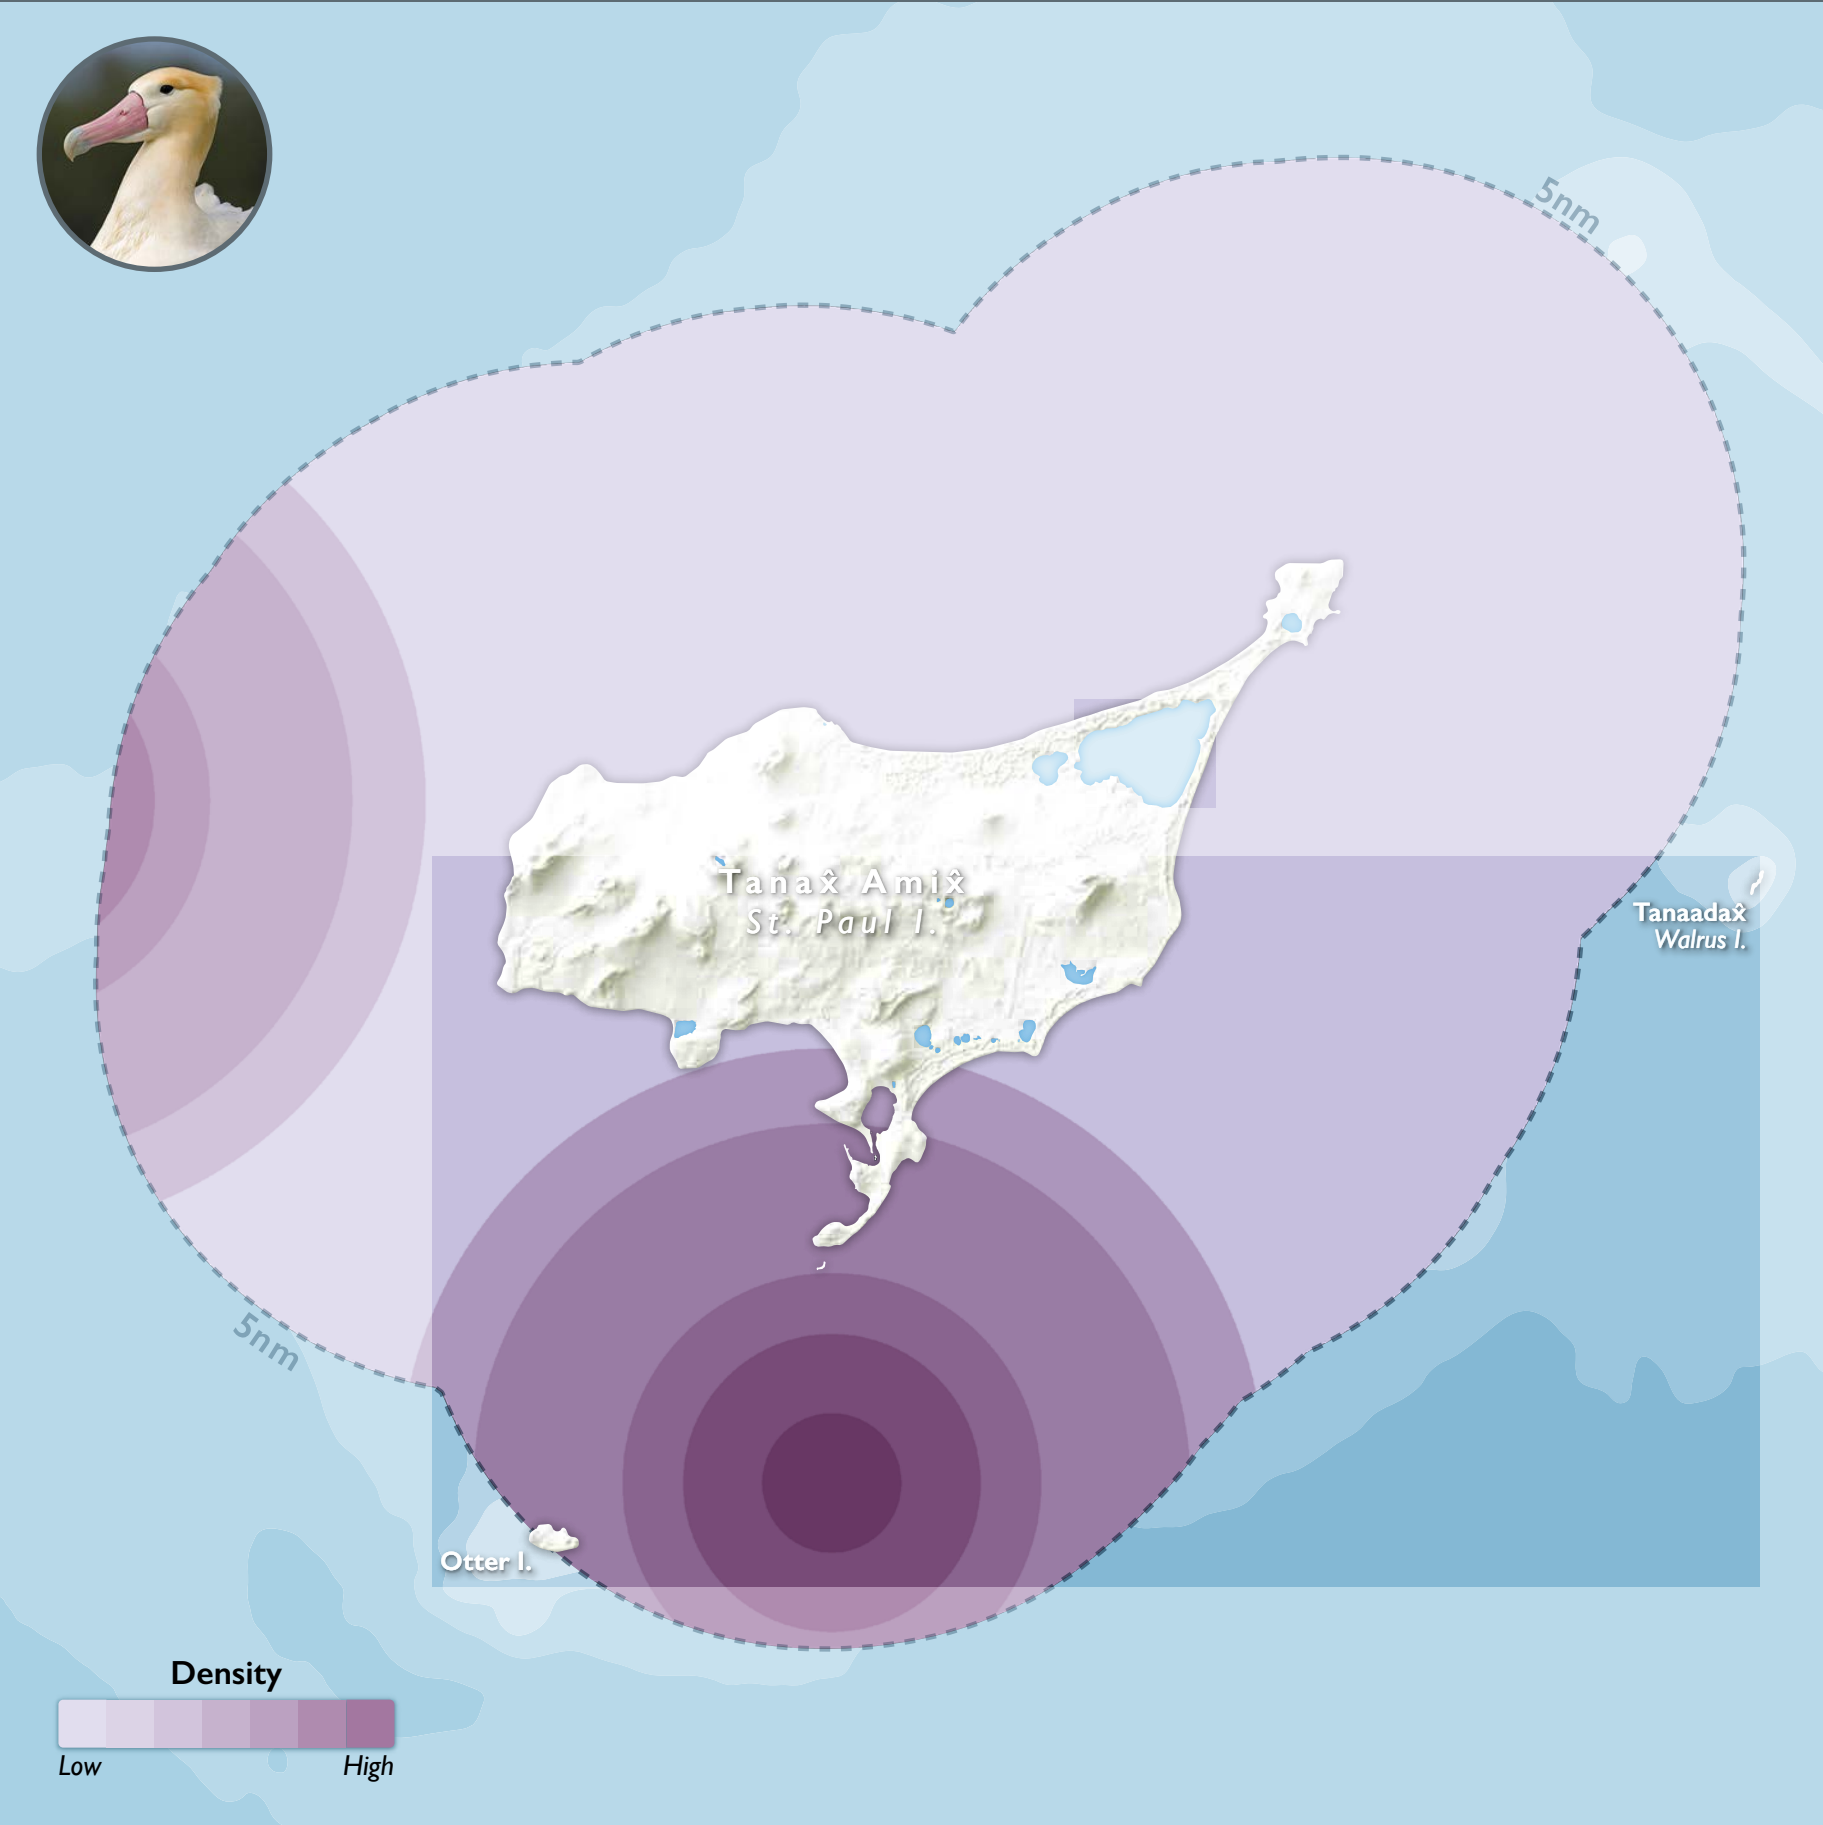 5nm
Tanax̂ Amix̂
St. Paul I.
Tanaadax̂
Walrus I.
5nm
Otter I.
Density
Low
High